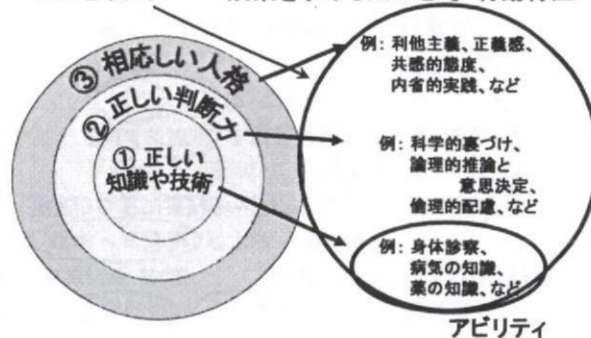 ③ 相応しい人格
② 正しい判断力
① 正しい
知識や技術
例：利他主義、正義感、
共感的態度、
内省的実践、など
例：科学的裏づけ、
論理的推論と
意思決定、
倫理的配慮、など
例：身体診察、
病気の知識、
薬の知識、など
アビリティ